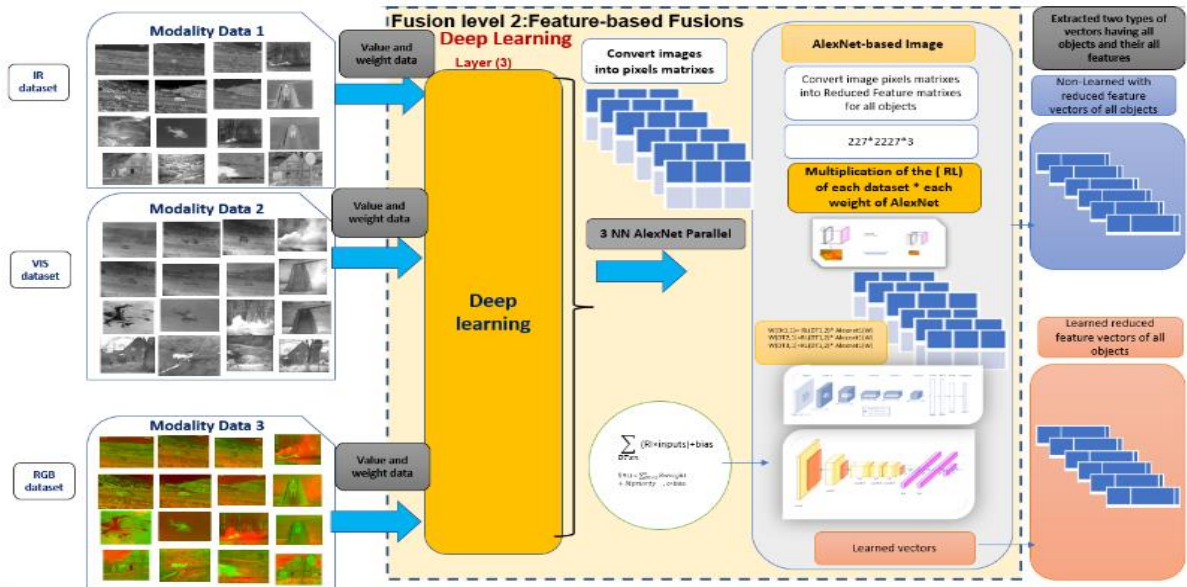 Fusion level 2:Feature-based Fusions
Modality Data 1
IR
dataset
Value and
weight data
Modality Data 2
VIS
dataset
Value and
weight data
Modality Data 3
RGB
dataset
Value and
weight data
Deep Learning
Layer (3)
Deep
learning
Convert images
into pixels matrixes
3 NN AlexNet Parallel
(RI×inputs)+bias
AlexNet-based Image
Convert image pixels matrixes
into Reduced Feature matrixes
for all objects
227*2227*3
Multiplication of the ( RL)
of each dataset * each
weight of AlexNet
Learned vectors
Extracted two types of
vectors having all
objects and their all
features
Non-Learned with
reduced feature
vectors of all objects
Learned reduced
feature vectors of all
objects